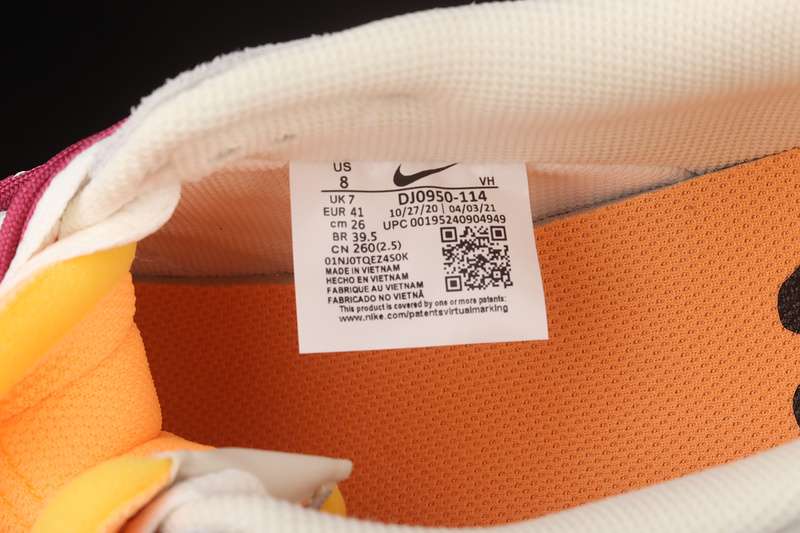 US
8
VH
UK 7
DJ0950-114
EUR 41
10/27/20 | 04/03/21
cm 26
UPC 00195240904949
BR 39.5
CN 260(2.5)
01NJ0TQEZ4S0K
MADE IN VIETNAM
HECHO EN VIETNAM
FABRIQUE AU VIETNAM
FABRICADO NO VIETNÃ
This product is covered by one or more patents:
www.nike.com/patentsvirtualmarking